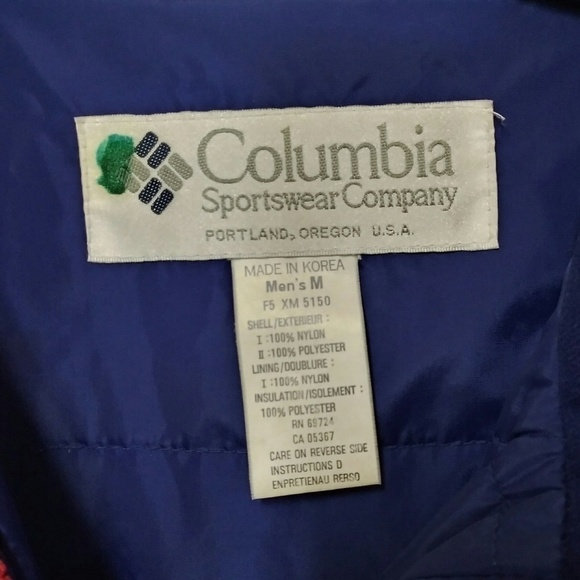 Columbia
Sportswear Company
PORTLAND, OREGON U.S.A.
MADE IN KOREA
Men's M
F5 XM 5150
SHELL/EXTERIEUR :
I :100% NYLON
II :100% POLYESTER
LINING/DOUBLURE :
I :100% NYLON
INSULATION/ISOLEMENT :
100% POLYESTER
RN 69724
CA 05367
CARE ON REVERSE SIDE
INSTRUCTIONS D
ENPRETIENAU RERSO